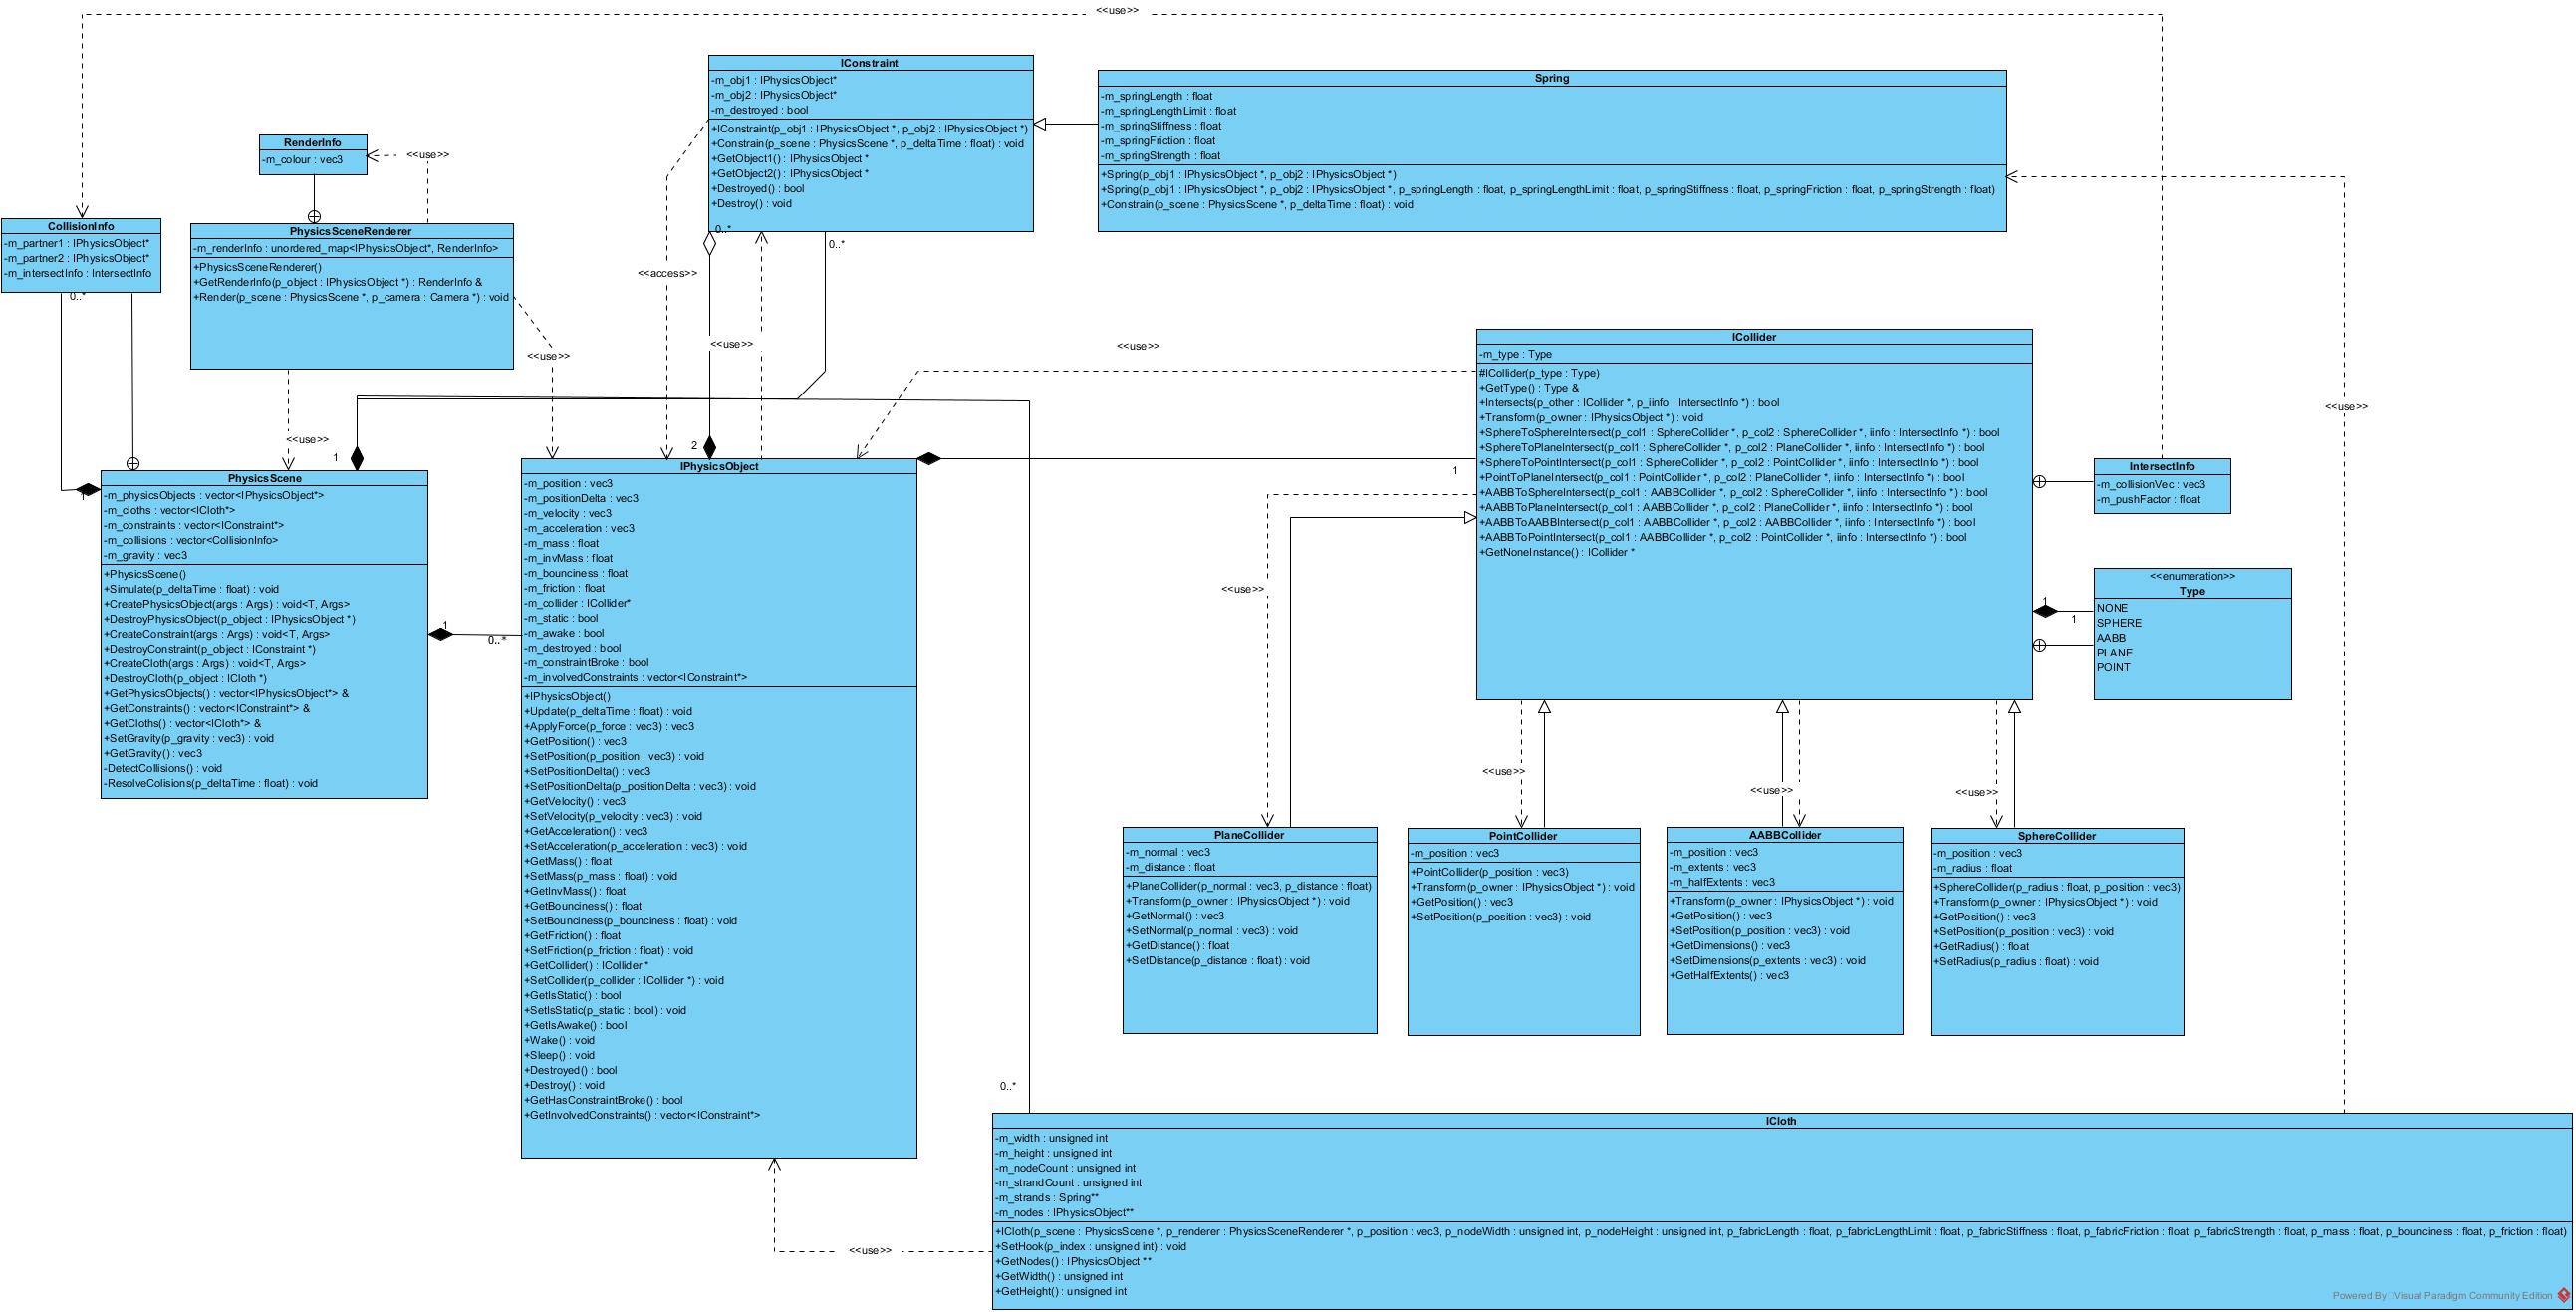 <<use>>
IConstraint
-m_obj1 : IPhysicsObject*
-m_obj2 : IPhysicsObject*
-m_destroyed : bool
+IConstraint(p_obj1 : IPhysicsObject *, p_obj2 : IPhysicsObject *)
+Constrain(p_scene : PhysicsScene *, p_deltaTime : float) : void
+GetObject1() : IPhysicsObject *
+GetObject2() : IPhysicsObject *
+Destroyed() : bool
+Destroy() : void
Spring
-m_springLength : float
-m_springLengthLimit : float
-m_springStiffness : float
-m_springFriction : float
-m_springStrength : float
+Spring(p_obj1 : IPhysicsObject *, p_obj2 : IPhysicsObject *)
+Spring(p_obj1 : IPhysicsObject *, p_obj2 : IPhysicsObject *, p_springLength : float, p_springLengthLimit : float, p_springStiffness : float, p_springFriction : float, p_springStrength : float)
+Constrain(p_scene : PhysicsScene *, p_deltaTime : float) : void
RenderInfo
-m_colour : vec3
<<use>>
CollisionInfo
-m_partner1 : IPhysicsObject*
-m_partner2 : IPhysicsObject*
-m_intersectInfo : IntersectInfo
0..*
PhysicsSceneRenderer
-m_renderInfo : unordered_map<IPhysicsObject*, RenderInfo>
+PhysicsSceneRenderer()
+GetRenderInfo(p_object : IPhysicsObject *) : RenderInfo &
+Render(p_scene : PhysicsScene *, p_camera : Camera *) : void
0..*
0..*
<<access>>
<<use>>
<<use>>
<<use>>
<<use>>
<<use>>
1
2
1
1
PhysicsScene
-m_physicsObjects : vector<IPhysicsObject*>
-m_cloths : vector<ICloth*>
-m_constraints : vector<IConstraint*>
-m_collisions : vector<CollisionInfo>
-m_gravity : vec3
+PhysicsScene()
+Simulate(p_deltaTime : float) : void
+CreatePhysicsObject(args : Args) : void<T, Args>
+DestroyPhysicsObject(p_object : IPhysicsObject *)
+CreateConstraint(args : Args) : void<T, Args>
+DestroyConstraint(p_object : IConstraint *)
+CreateCloth(args : Args) : void<T, Args>
+DestroyCloth(p_object : ICloth *)
+GetPhysicsObjects() : vector<IPhysicsObject*> &
+GetConstraints() : vector<IConstraint*> &
+GetCloths() : vector<ICloth*> &
+SetGravity(p_gravity : vec3) : void
+GetGravity() : vec3
-DetectCollisions() : void
-ResolveColisions(p_deltaTime : float) : void
1
0..*
IPhysicsObject
-m_position : vec3
-m_positionDelta : vec3
-m_velocity : vec3
-m_acceleration : vec3
-m_mass : float
-m_invMass : float
-m_bounciness : float
-m_friction : float
-m_collider : ICollider*
-m_static : bool
-m_awake : bool
-m_destroyed : bool
-m_constraintBroke : bool
-m_involvedConstraints : vector<IConstraint*>
+IPhysicsObject()
+Update(p_deltaTime : float) : void
+ApplyForce(p_force : vec3) : vec3
+GetPosition() : vec3
+SetPosition(p_position : vec3) : void
+SetPositionDelta() : vec3
+SetPositionDelta(p_positionDelta : vec3) : void
+GetVelocity() : vec3
+SetVelocity(p_velocity : vec3) : void
+GetAcceleration() : vec3
+SetAcceleration(p_acceleration : vec3) : void
+GetMass() : float
+SetMass(p_mass : float) : void
+GetInvMass() : float
+GetBounciness() : float
+SetBounciness(p_bounciness : float) : void
+GetFriction() : float
+SetFriction(p_friction : float) : void
+GetCollider() : ICollider *
+SetCollider(p_collider : ICollider *) : void
+GetIsStatic() : bool
+SetIsStatic(p_static : bool) : void
+GetIsAwake() : bool
+Wake() : void
+Sleep() : void
+Destroyed() : bool
+Destroy() : void
+GetHasConstraintBroke() : bool
+GetInvolvedConstraints() : vector<IConstraint*>
ICollider
-m_type : Type
#ICollider(p_type : Type)
+GetType() : Type &
+Intersects(p_other : ICollider *, p_iinfo : IntersectInfo *) : bool
+Transform(p_owner : IPhysicsObject *) : void
+SphereToSphereIntersect(p_col1 : SphereCollider *, p_col2 : SphereCollider *, iinfo : IntersectInfo *) : bool
+SphereToPlaneIntersect(p_col1 : SphereCollider *, p_col2 : PlaneCollider *, iinfo : IntersectInfo *) : bool
+SphereToPointIntersect(p_col1 : SphereCollider *, p_col2 : PointCollider *, iinfo : IntersectInfo *) : bool
+PointToPlaneIntersect(p_col1 : PointCollider *, p_col2 : PlaneCollider *, iinfo : IntersectInfo *) : bool
+AABBToSphereIntersect(p_col1 : AABBCollider *, p_col2 : SphereCollider *, iinfo : IntersectInfo *) : bool
+AABBToPlaneIntersect(p_col1 : AABBCollider *, p_col2 : PlaneCollider *, iinfo : IntersectInfo *) : bool
+AABBToAABBIntersect(p_col1 : AABBCollider *, p_col2 : AABBCollider *, iinfo : IntersectInfo *) : bool
+AABBToPointIntersect(p_col1 : AABBCollider *, p_col2 : PointCollider *, iinfo : IntersectInfo *) : bool
+GetNoneInstance() : ICollider *
<<use>>
IntersectInfo
-m_collisionVec : vec3
-m_pushFactor : float
1
1
<<enumeration>>
Type
NONE
SPHERE
AABB
PLANE
POINT
<<use>>
<<use>>
<<use>>
<<use>>
PlaneCollider
-m_normal : vec3
-m_distance : float
+PlaneCollider(p_normal : vec3, p_distance : float)
+Transform(p_owner : IPhysicsObject *) : void
+GetNormal() : vec3
+SetNormal(p_normal : vec3) : void
+GetDistance() : float
+SetDistance(p_distance : float) : void
PointCollider
-m_position : vec3
+PointCollider(p_position : vec3)
+Transform(p_owner : IPhysicsObject *) : void
+GetPosition() : vec3
+SetPosition(p_position : vec3) : void
AABBCollider
-m_position : vec3
-m_extents : vec3
-m_halfExtents : vec3
+Transform(p_owner : IPhysicsObject *) : void
+GetPosition() : vec3
+SetPosition(p_position : vec3) : void
+GetDimensions() : vec3
+SetDimensions(p_extents : vec3) : void
+GetHalfExtents() : vec3
SphereCollider
-m_position : vec3
-m_radius : float
+SphereCollider(p_radius : float, p_position : vec3)
+Transform(p_owner : IPhysicsObject *) : void
+GetPosition() : vec3
+SetPosition(p_position : vec3) : void
+GetRadius() : float
+SetRadius(p_radius : float) : void
0..*
<<use>>
ICloth
-m_width : unsigned int
-m_height : unsigned int
-m_nodeCount : unsigned int
-m_strandCount : unsigned int
-m_strands : Spring**
-m_nodes : IPhysicsObject**
+ICloth(p_scene : PhysicsScene *, p_renderer : PhysicsSceneRenderer *, p_position : vec3, p_nodeWidth : unsigned int, p_nodeHeight : unsigned int, p_fabricLength : float, p_fabricLengthLimit : float, p_fabricStiffness : float, p_fabricFriction : float, p_fabricStrength : float, p_mass : float, p_bounciness : float, p_friction : float)
+SetHook(p_index : unsigned int) : void
+GetNodes() : IPhysicsObject **
+GetWidth() : unsigned int
+GetHeight() : unsigned int
Powered By Visual Paradigm Community Edition